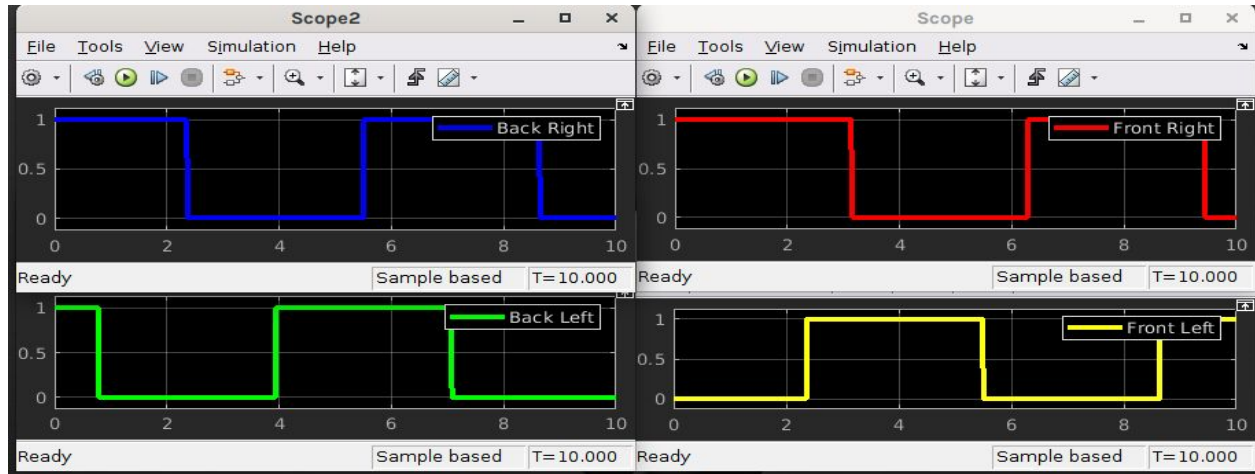 Scope2
File Tools View Simulation Help
Back Right
1
0.5
0
0 2 4 6 8 10
Ready Sample based T=10.000
Back Left
1
0.5
0
0 2 4 6 8 10
Ready Sample based T=10.000
Scope
File Tools View Simulation Help
Front Right
1
0.5
0
0 2 4 6 8 10
Ready Sample based T=10.000
Front Left
1
0.5
0
0 2 4 6 8 10
Ready Sample based T=10.000